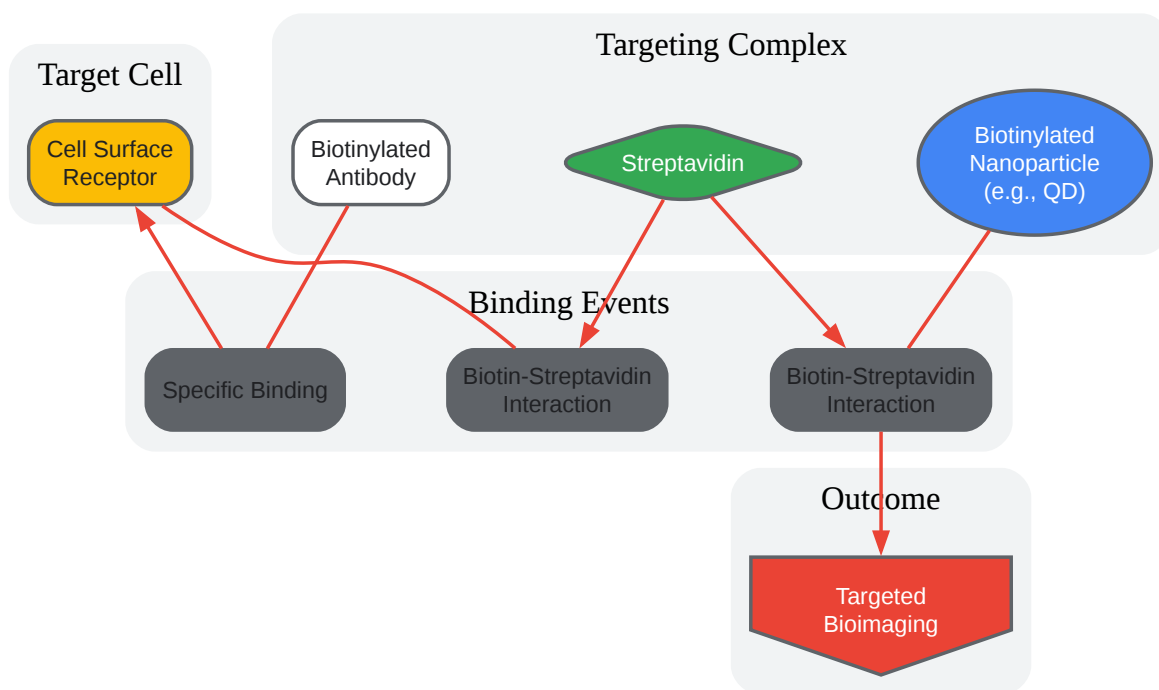 Targeting Complex
Target Cell
Cell Surface
Receptor
Biotinylated
Antibody
Streptavidin
Biotinylated
Nanoparticle
(e.g., QD)
Binding Events
Specific Binding
Biotin-Streptavidin
Interaction
Biotin-Streptavidin
Interaction
Outcome
Targeted
Bioimaging